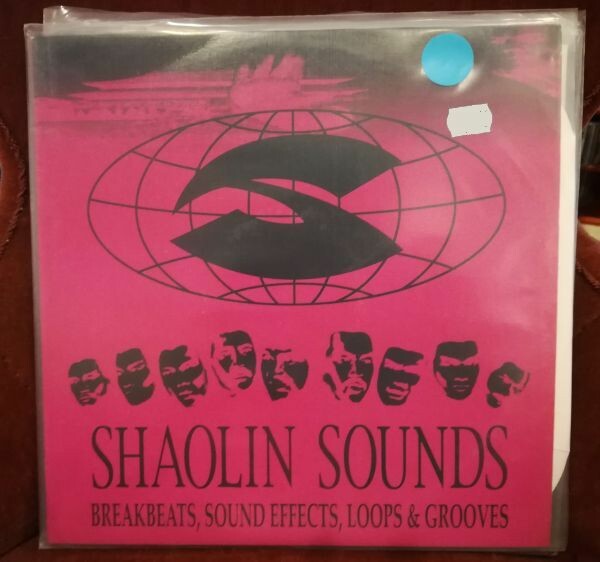 SHAOLIN SOUNDS
BREAKBEATS, SOUND EFFECTS, LOOPS & GROOVES